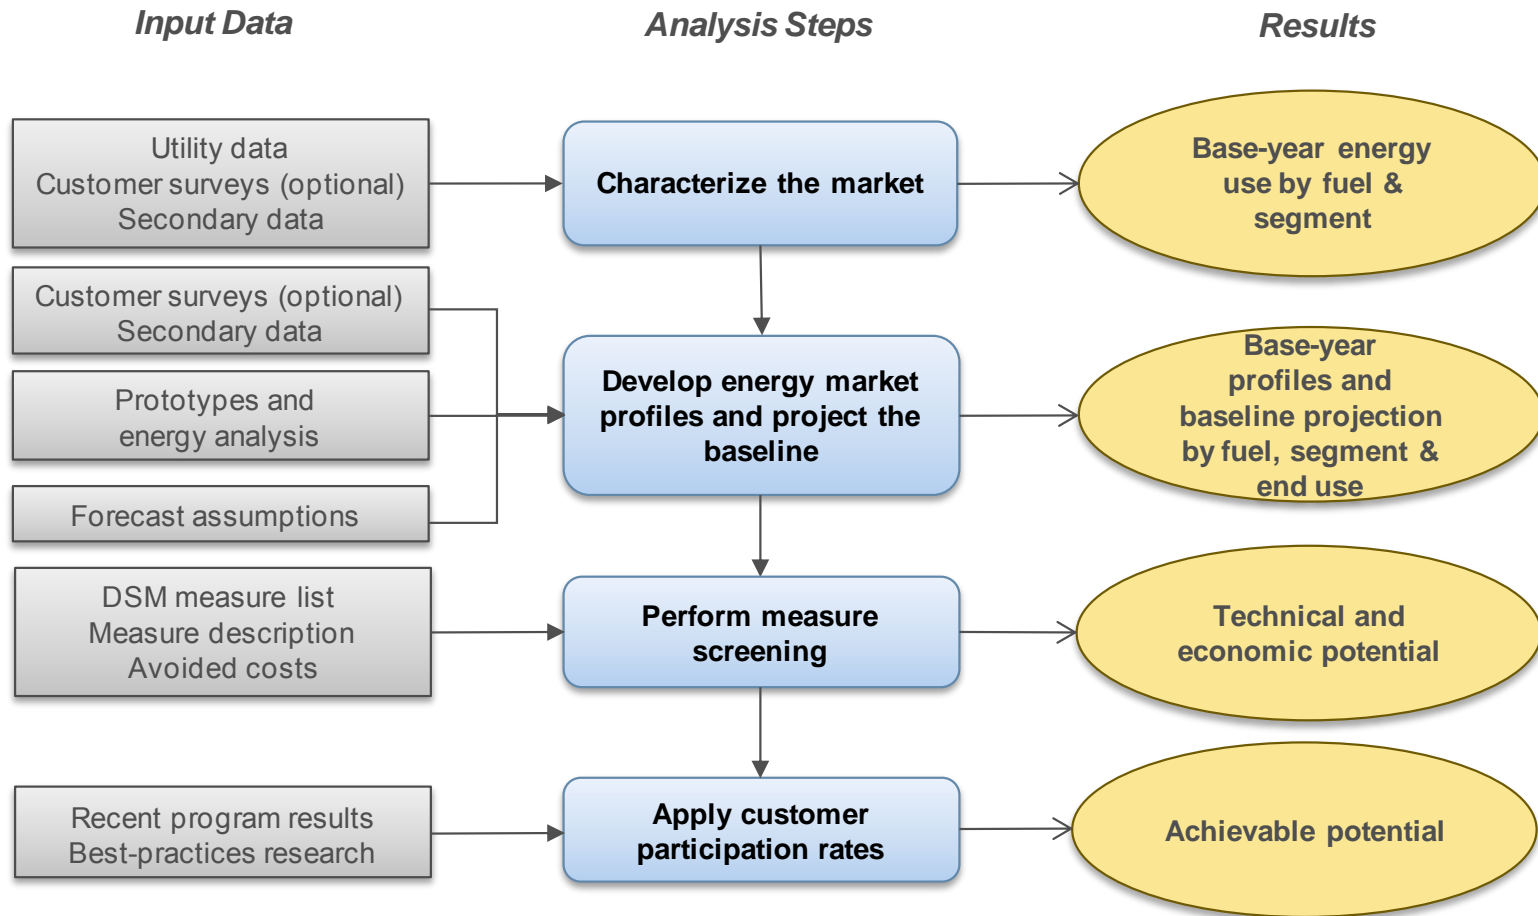 Input Data
Analysis Steps
Results
Utility data
Customer surveys (optional)
Secondary data
Characterize the market
Base-year energy
use by fuel &
segment
Customer surveys (optional)
Secondary data
Prototypes and
energy analysis
Forecast assumptions
Develop energy market
profiles and project the
baseline
Base-year
profiles and
baseline projection
by fuel, segment &
end use
DSM measure list
Measure description
Avoided costs
Perform measure
screening
Technical and
economic potential
Recent program results
Best-practices research
Apply customer
participation rates
Achievable potential